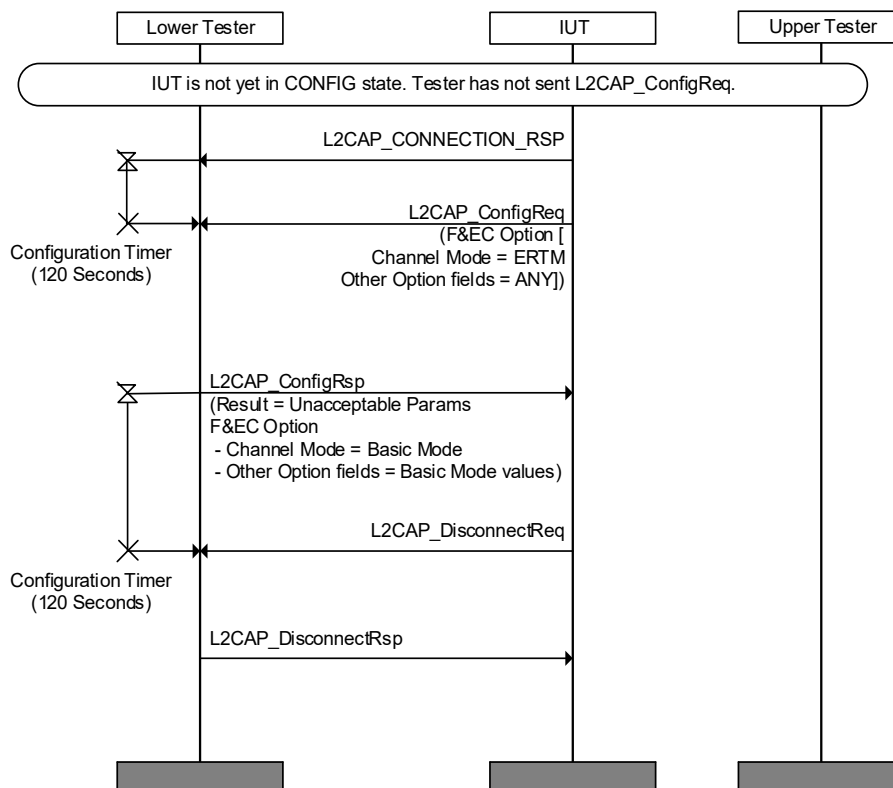 Lower Tester
IUT
Upper Tester
IUT is not yet in CONFIG state. Tester has not sent L2CAP_ConfigReq.
L2CAP_CONNECTION_RSP
L2CAP_ConfigReq
(F&EC Option [
Channel Mode = ERTM
Other Option fields = ANY])
Configuration Timer
(120 Seconds)
L2CAP_ConfigRsp
(Result = Unacceptable Params
F&EC Option
- Channel Mode = Basic Mode
- Other Option fields = Basic Mode values)
L2CAP_DisconnectReq
Configuration Timer
(120 Seconds)
L2CAP_DisconnectRsp